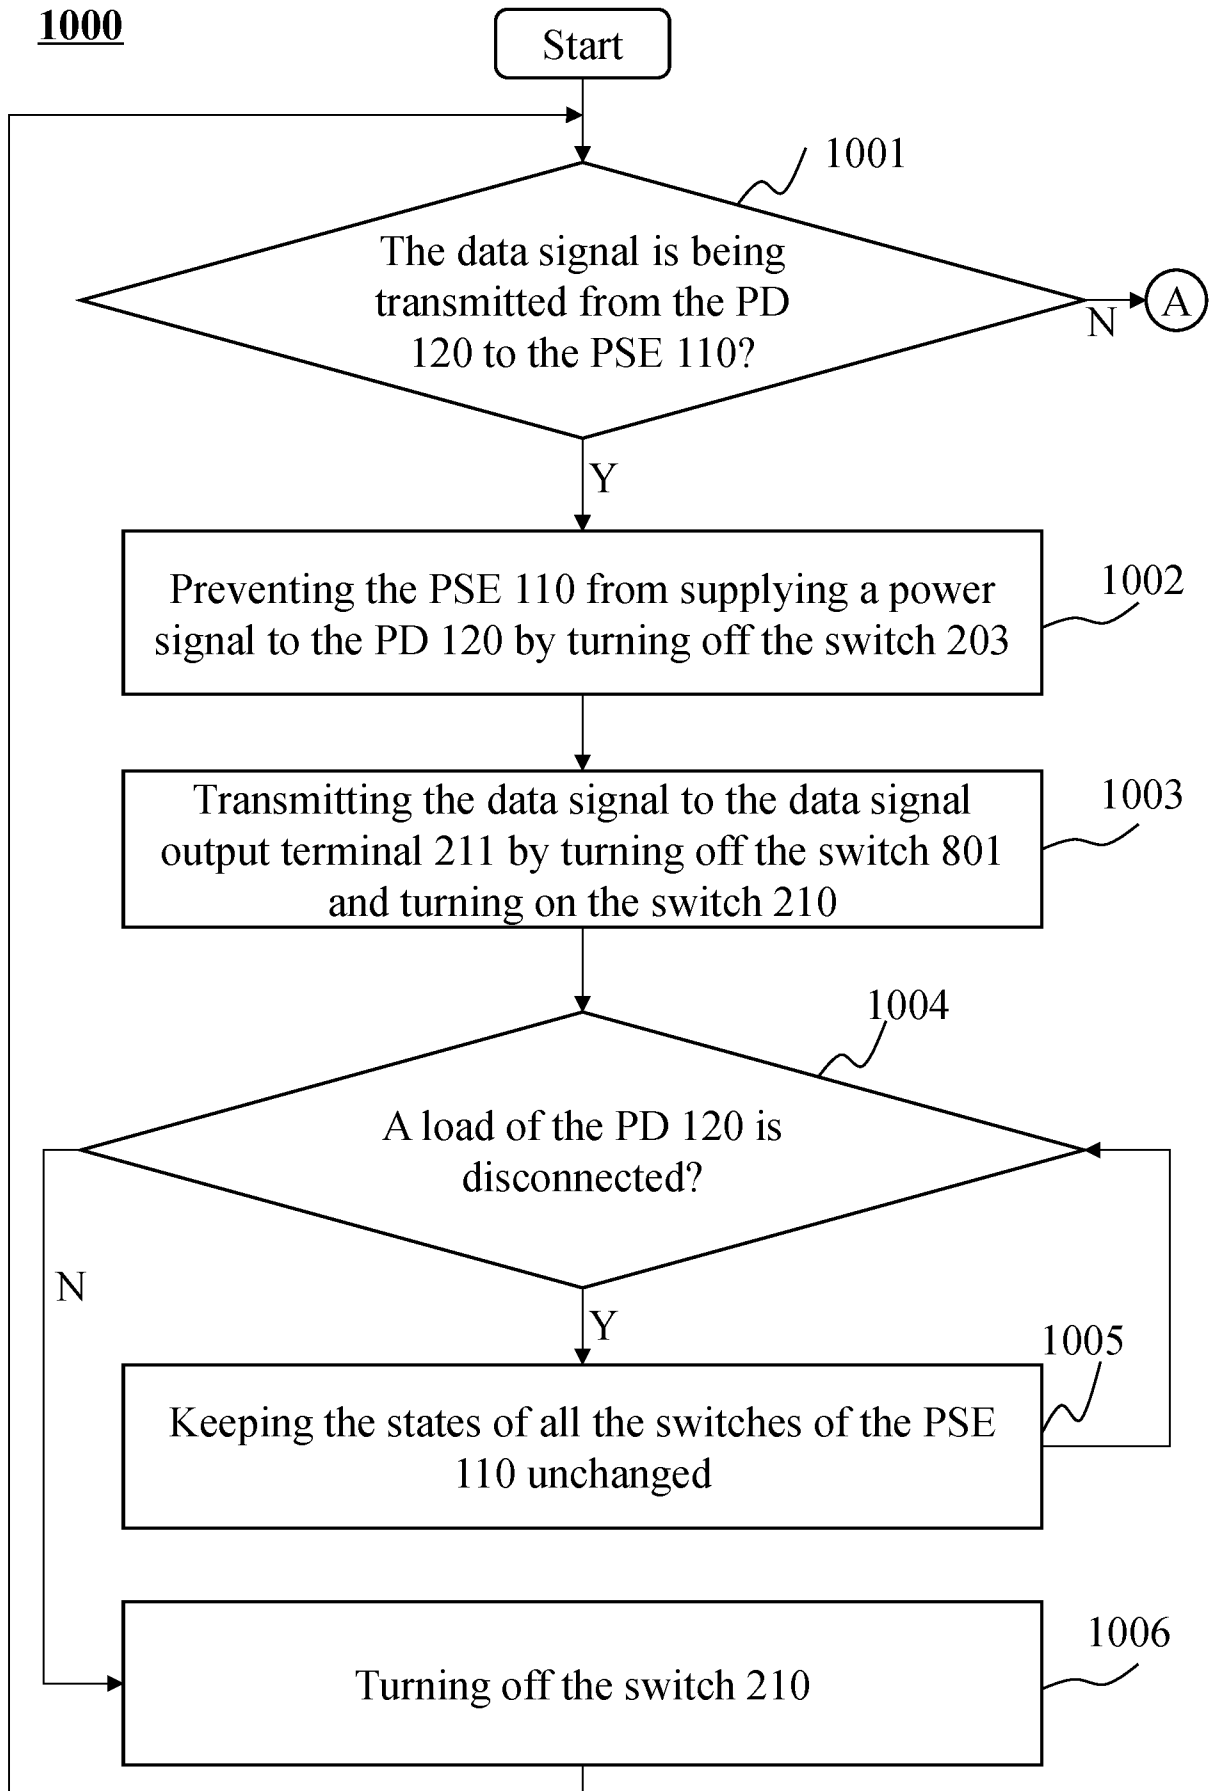 1000
Start
1001
The data signal is being
transmitted from the PD
120 to the PSE 110?
N
A
Y
1002
Preventing the PSE 110 from supplying a power
signal to the PD 120 by turning off the switch 203
1003
Transmitting the data signal to the data signal
output terminal 211 by turning off the switch 801
and turning on the switch 210
1004
A load of the PD 120 is
disconnected?
N
Y
1005
Keeping the states of all the switches of the PSE
110 unchanged
1006
Turning off the switch 210